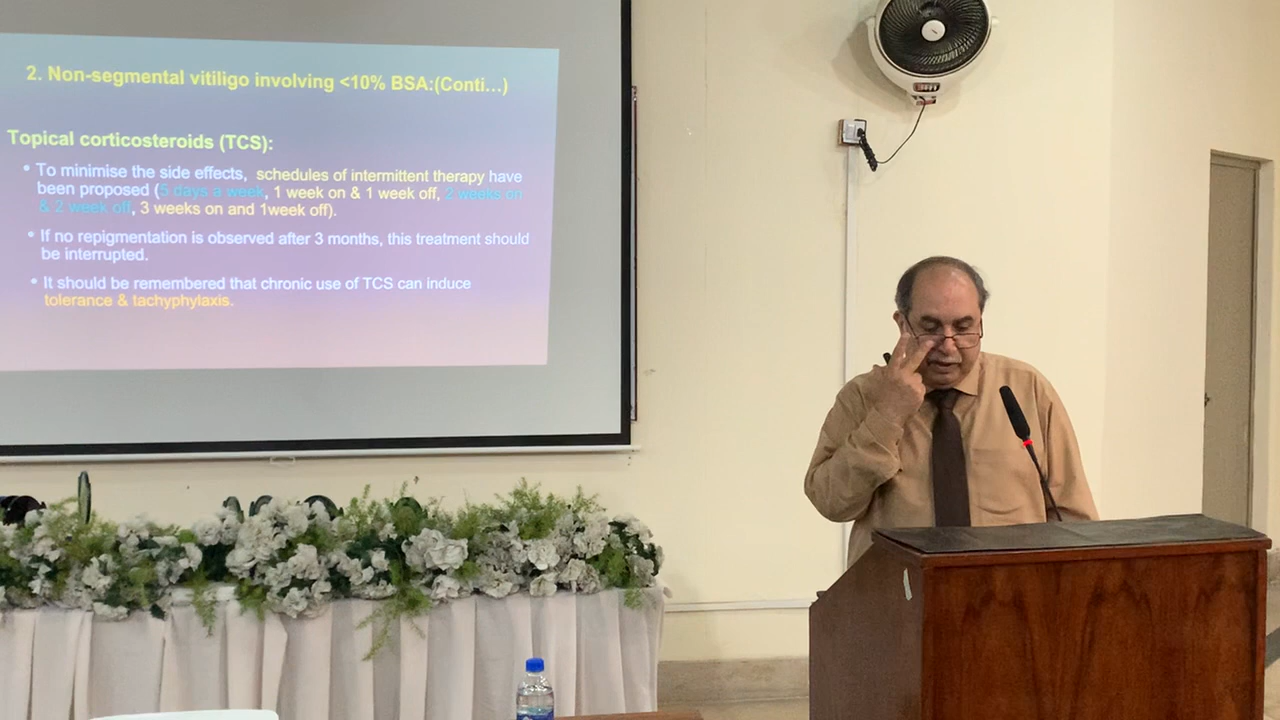 2. Non-segmental vitiligo involving <10% BSA:(Conti...)
Topical corticosteroids (TCS):
• To minimise the side effects, schedules of intermittent therapy have
been proposed (5 days a week, 1 week on & 1 week off, 2 weeks on
& 2 week off, 3 weeks on and 1week off).
• If no repigmentation is observed after 3 months, this treatment should
be interrupted.
• It should be remembered that chronic use of TCS can induce
tolerance & tachyphylaxis.